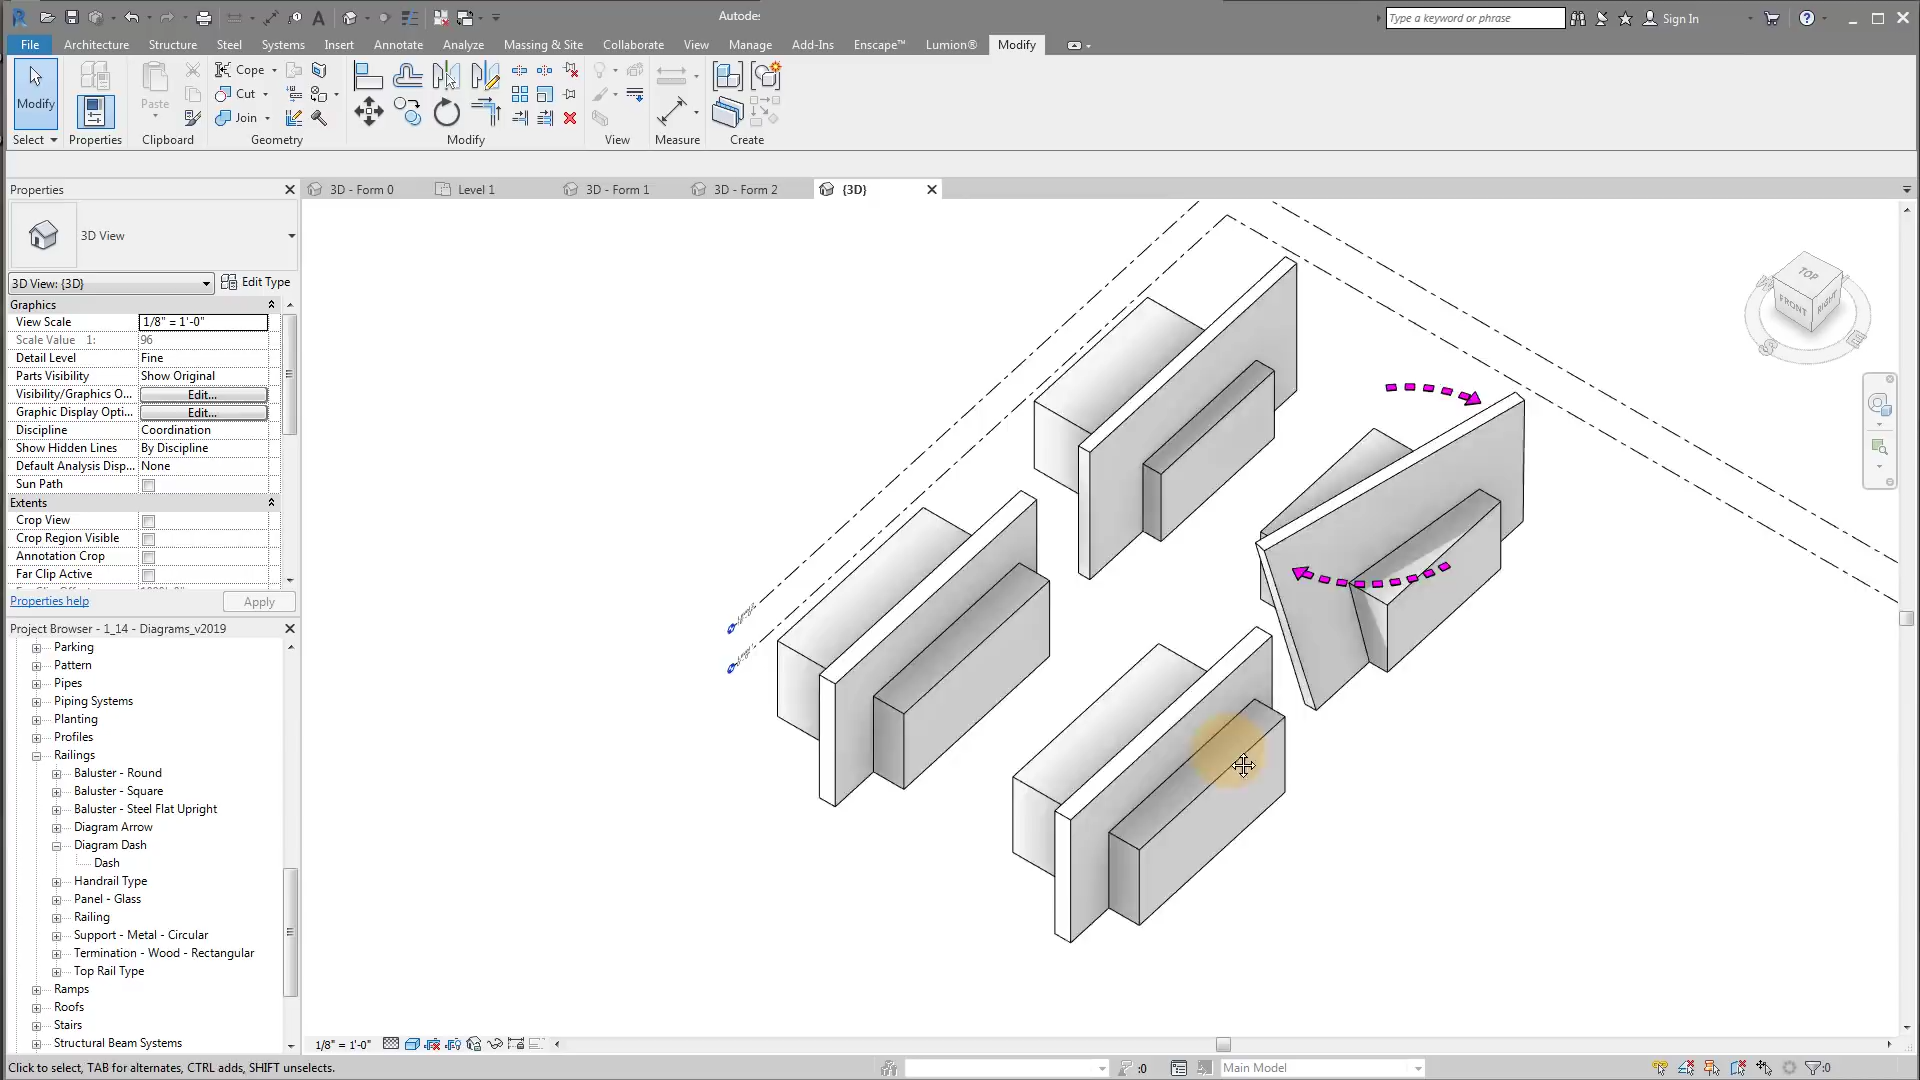 Autodes
Type a keyword or phrase
Sign In
File
Architecture
Structure
Steel
Systems
Insert
Annotate
Analyze
Massing & Site
Collaborate
View
Manage
Add-Ins
Enscape™
Lumion®
Modify
Modify
Paste
Cope
Cut
Join
Select
Properties
Clipboard
Geometry
Modify
View
Measure
Create
Properties
3D - Form 0
Level 1
3D - Form 1
3D - Form 2
{3D}
3D View
3D View: {3D}
Edit Type
Graphics
View Scale 1/8" = 1'-0"
Scale Value 1: 96
Detail Level Fine
Parts Visibility Show Original
Visibility/Graphics O... Edit...
Graphic Display Opti... Edit...
Discipline Coordination
Show Hidden Lines By Discipline
Default Analysis Disp... None
Sun Path
Extents
Crop View
Crop Region Visible
Annotation Crop
Far Clip Active
Properties help
Apply
Project Browser - 1_14 - Diagrams_v2019
Parking
Pattern
Pipes
Piping Systems
Planting
Profiles
Railings
Baluster - Round
Baluster - Square
Baluster - Steel Flat Upright
Diagram Arrow
Diagram Dash
Dash
Handrail Type
Panel - Glass
Railing
Support - Metal - Circular
Termination - Wood - Rectangular
Top Rail Type
Ramps
Roofs
Stairs
Structural Beam Systems
TOP
FRONT
RIGHT
W
S
E
1/8" = 1'-0"
Click to select, TAB for alternates, CTRL adds, SHIFT unselects.
:0
Main Model
:0